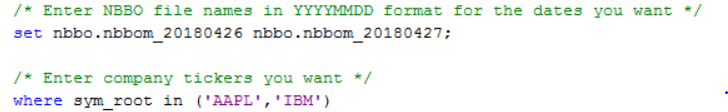 /* Enter NBBO file names in YYYYMMDD format for the dates you want */
set nbbo.nbbom_20180426 nbbo.nbbom_20180427;
/* Enter company tickers you want */
where sym_root in ('AAPL','IBM')